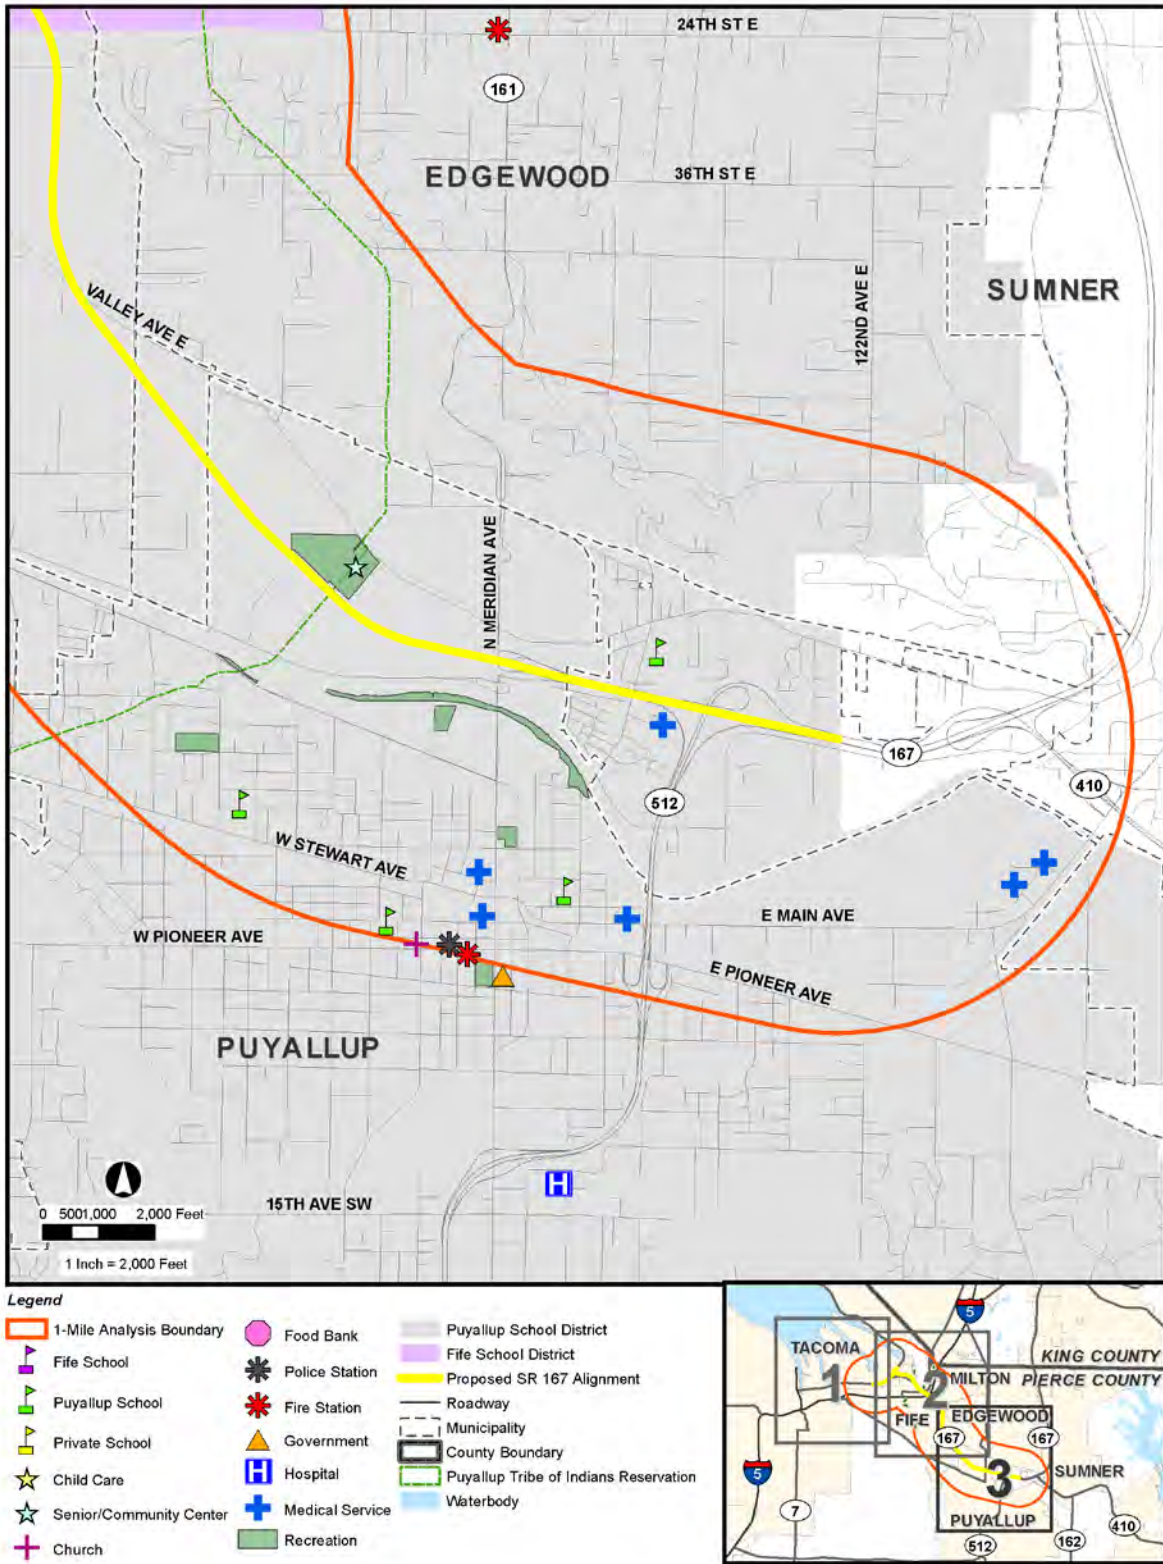 24TH ST E
161
EDGEWOOD
36TH ST E
SUMNER
VALLEY AVE E
122ND AVE E
N MERIDIAN AVE
167
410
512
W STEWART AVE
E MAIN AVE
W PIONEER AVE
E PIONEER AVE
PUYALLUP
H
15TH AVE SW
0 5001,000 2,000 Feet
1 Inch = 2,000 Feet
Legend
1-Mile Analysis Boundary
Fife School
Puyallup School
Private School
Child Care
Senior/Community Center
Church
Food Bank
Police Station
Fire Station
Government
H Hospital
Medical Service
Recreation
Puyallup School District
Fife School District
Proposed SR 167 Alignment
Roadway
Municipality
County Boundary
Puyallup Tribe of Indians Reservation
Waterbody
5
TACOMA
KING COUNTY
1
2
MILTON
PIERCE COUNTY
FIFE
EDGEWOOD
167
167
5
3
SUMNER
7
PUYALLUP
410
512
162